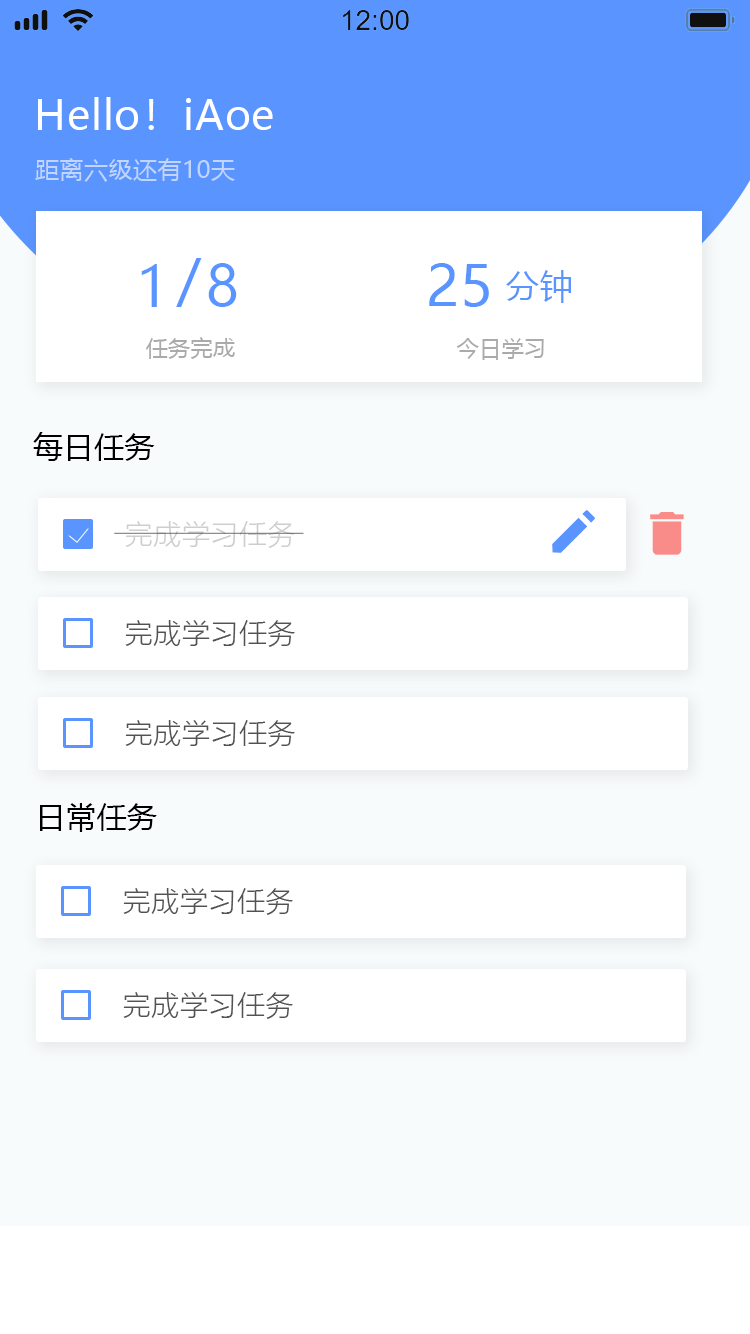 12:00
Hello! iAoe
距离六级还有10天
1/8 25 分钟
任务完成 今日学习
每日任务
完成学习任务
完成学习任务
完成学习任务
日常任务
完成学习任务
完成学习任务